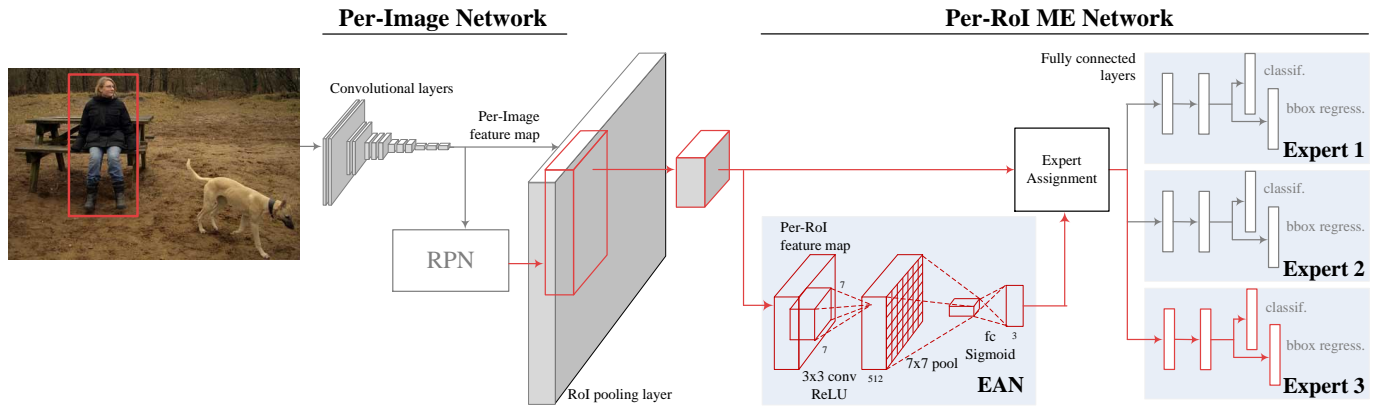 Per-Image Network
Per-RoI ME Network
Convolutional layers
Per-Image
feature map
RPN
RoI pooling layer
Per-RoI
feature map
7
7
3x3 conv
ReLU
512
7x7 pool
fc
Sigmoid
3
EAN
Expert
Assignment
Fully connected
layers
classif.
bbox regress.
Expert 1
classif.
bbox regress.
Expert 2
classif.
bbox regress.
Expert 3